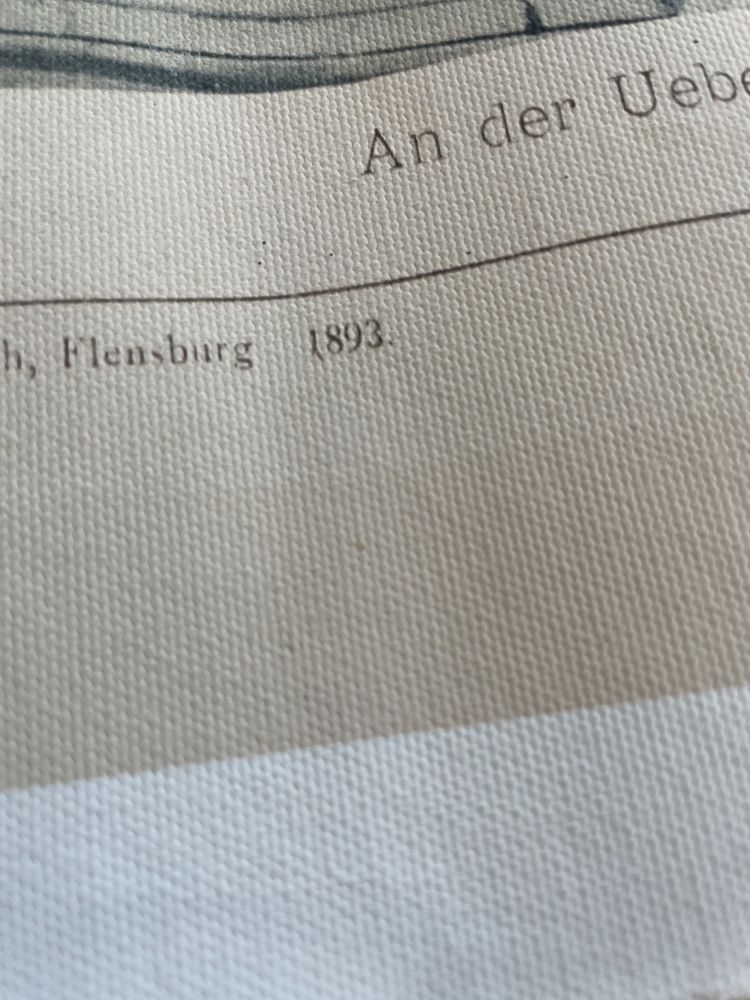 An der Uebe
h, Flensburg 1893.